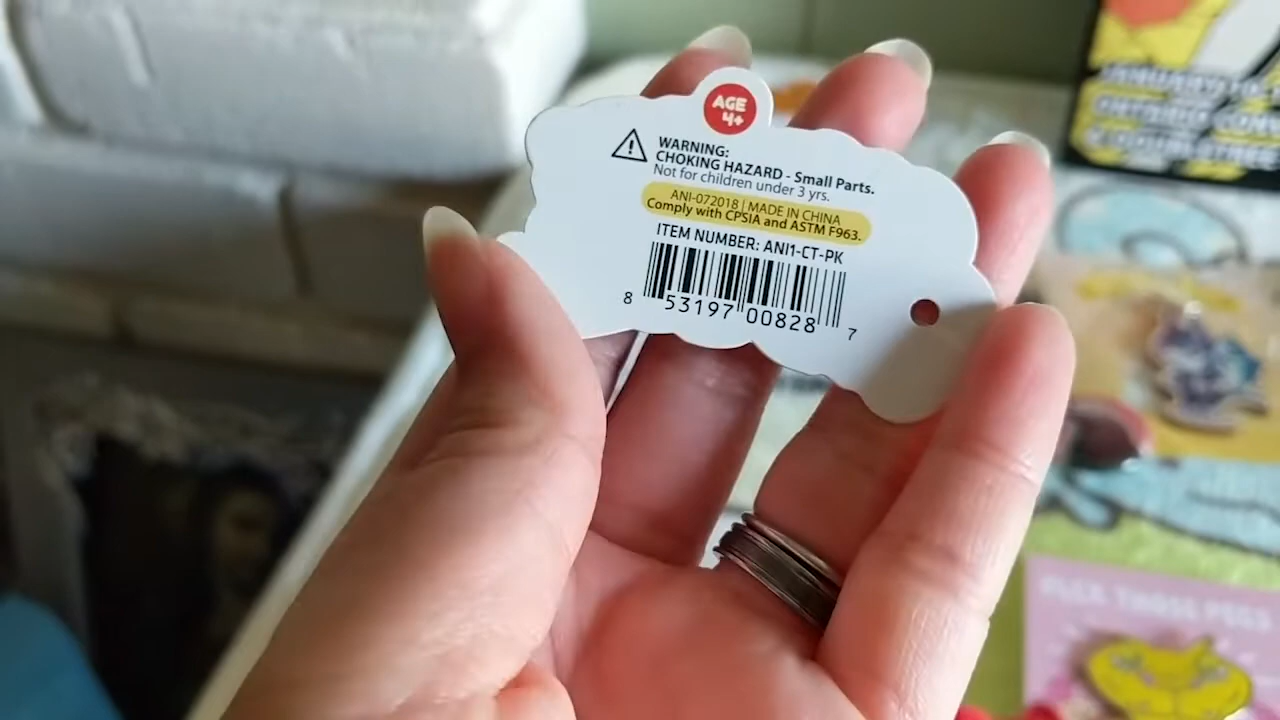 AGE
4+
WARNING:
CHOKING HAZARD - Small Parts.
Not for children under 3 yrs.
ANI-072018 | MADE IN CHINA
Comply with CPSIA and ASTM F963.
ITEM NUMBER: ANI1-CT-PK
8 53197 00828 7